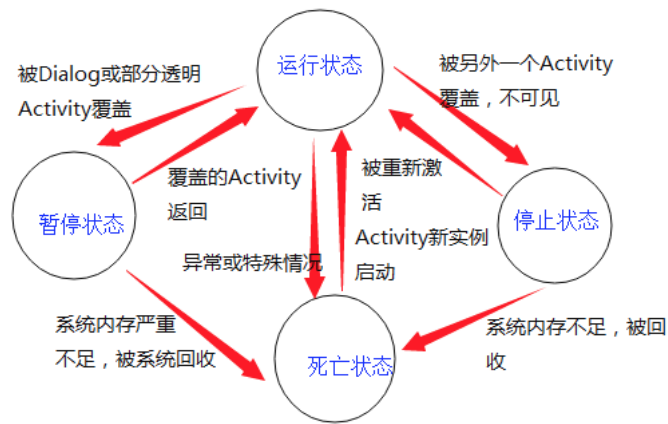 运行状态
被Dialog或部分透明
Activity覆盖
被另外一个Activity
覆盖，不可见
覆盖的Activity
返回
被重新激
活
暂停状态
停止状态
Activity新实例
启动
异常或特殊情况
系统内存严重
不足，被系统回收
系统内存不足，被回
收
死亡状态